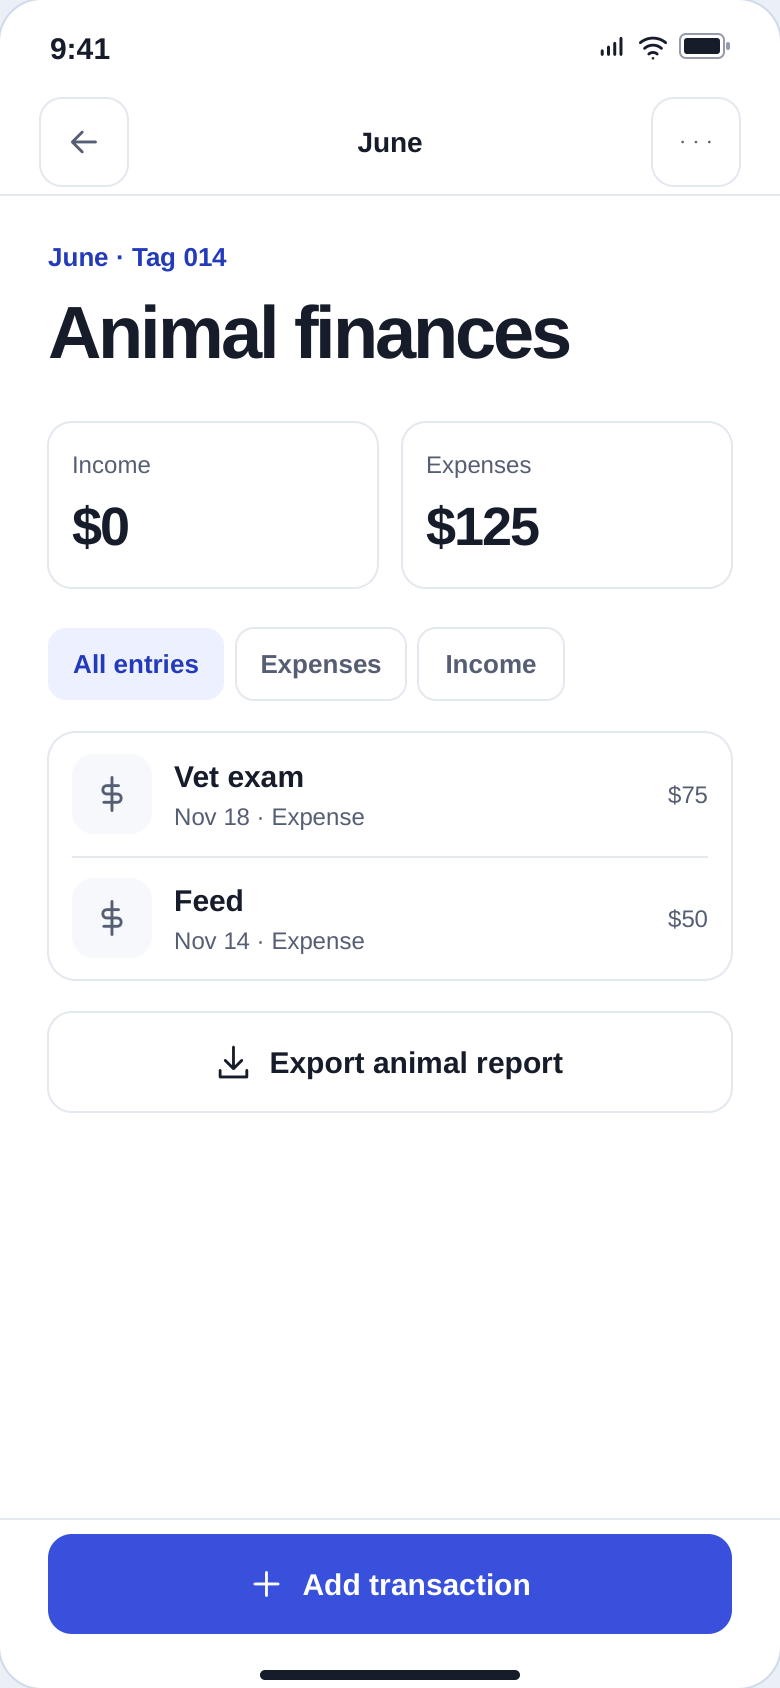 9:41
June
· · ·
June · Tag 014
Animal finances
Income
$0
Expenses
$125
All entries
Expenses
Income
Vet exam
Nov 18 · Expense
$75
Feed
Nov 14 · Expense
$50
Export animal report
Add transaction